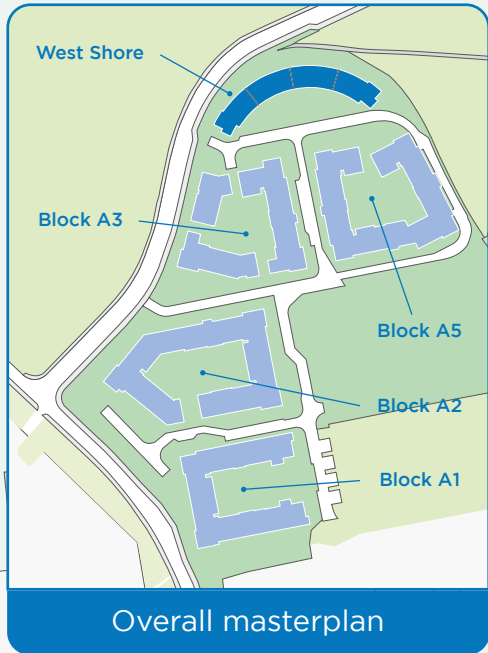 West Shore
Block A3
Block A5
Block A2
Block A1
Overall masterplan